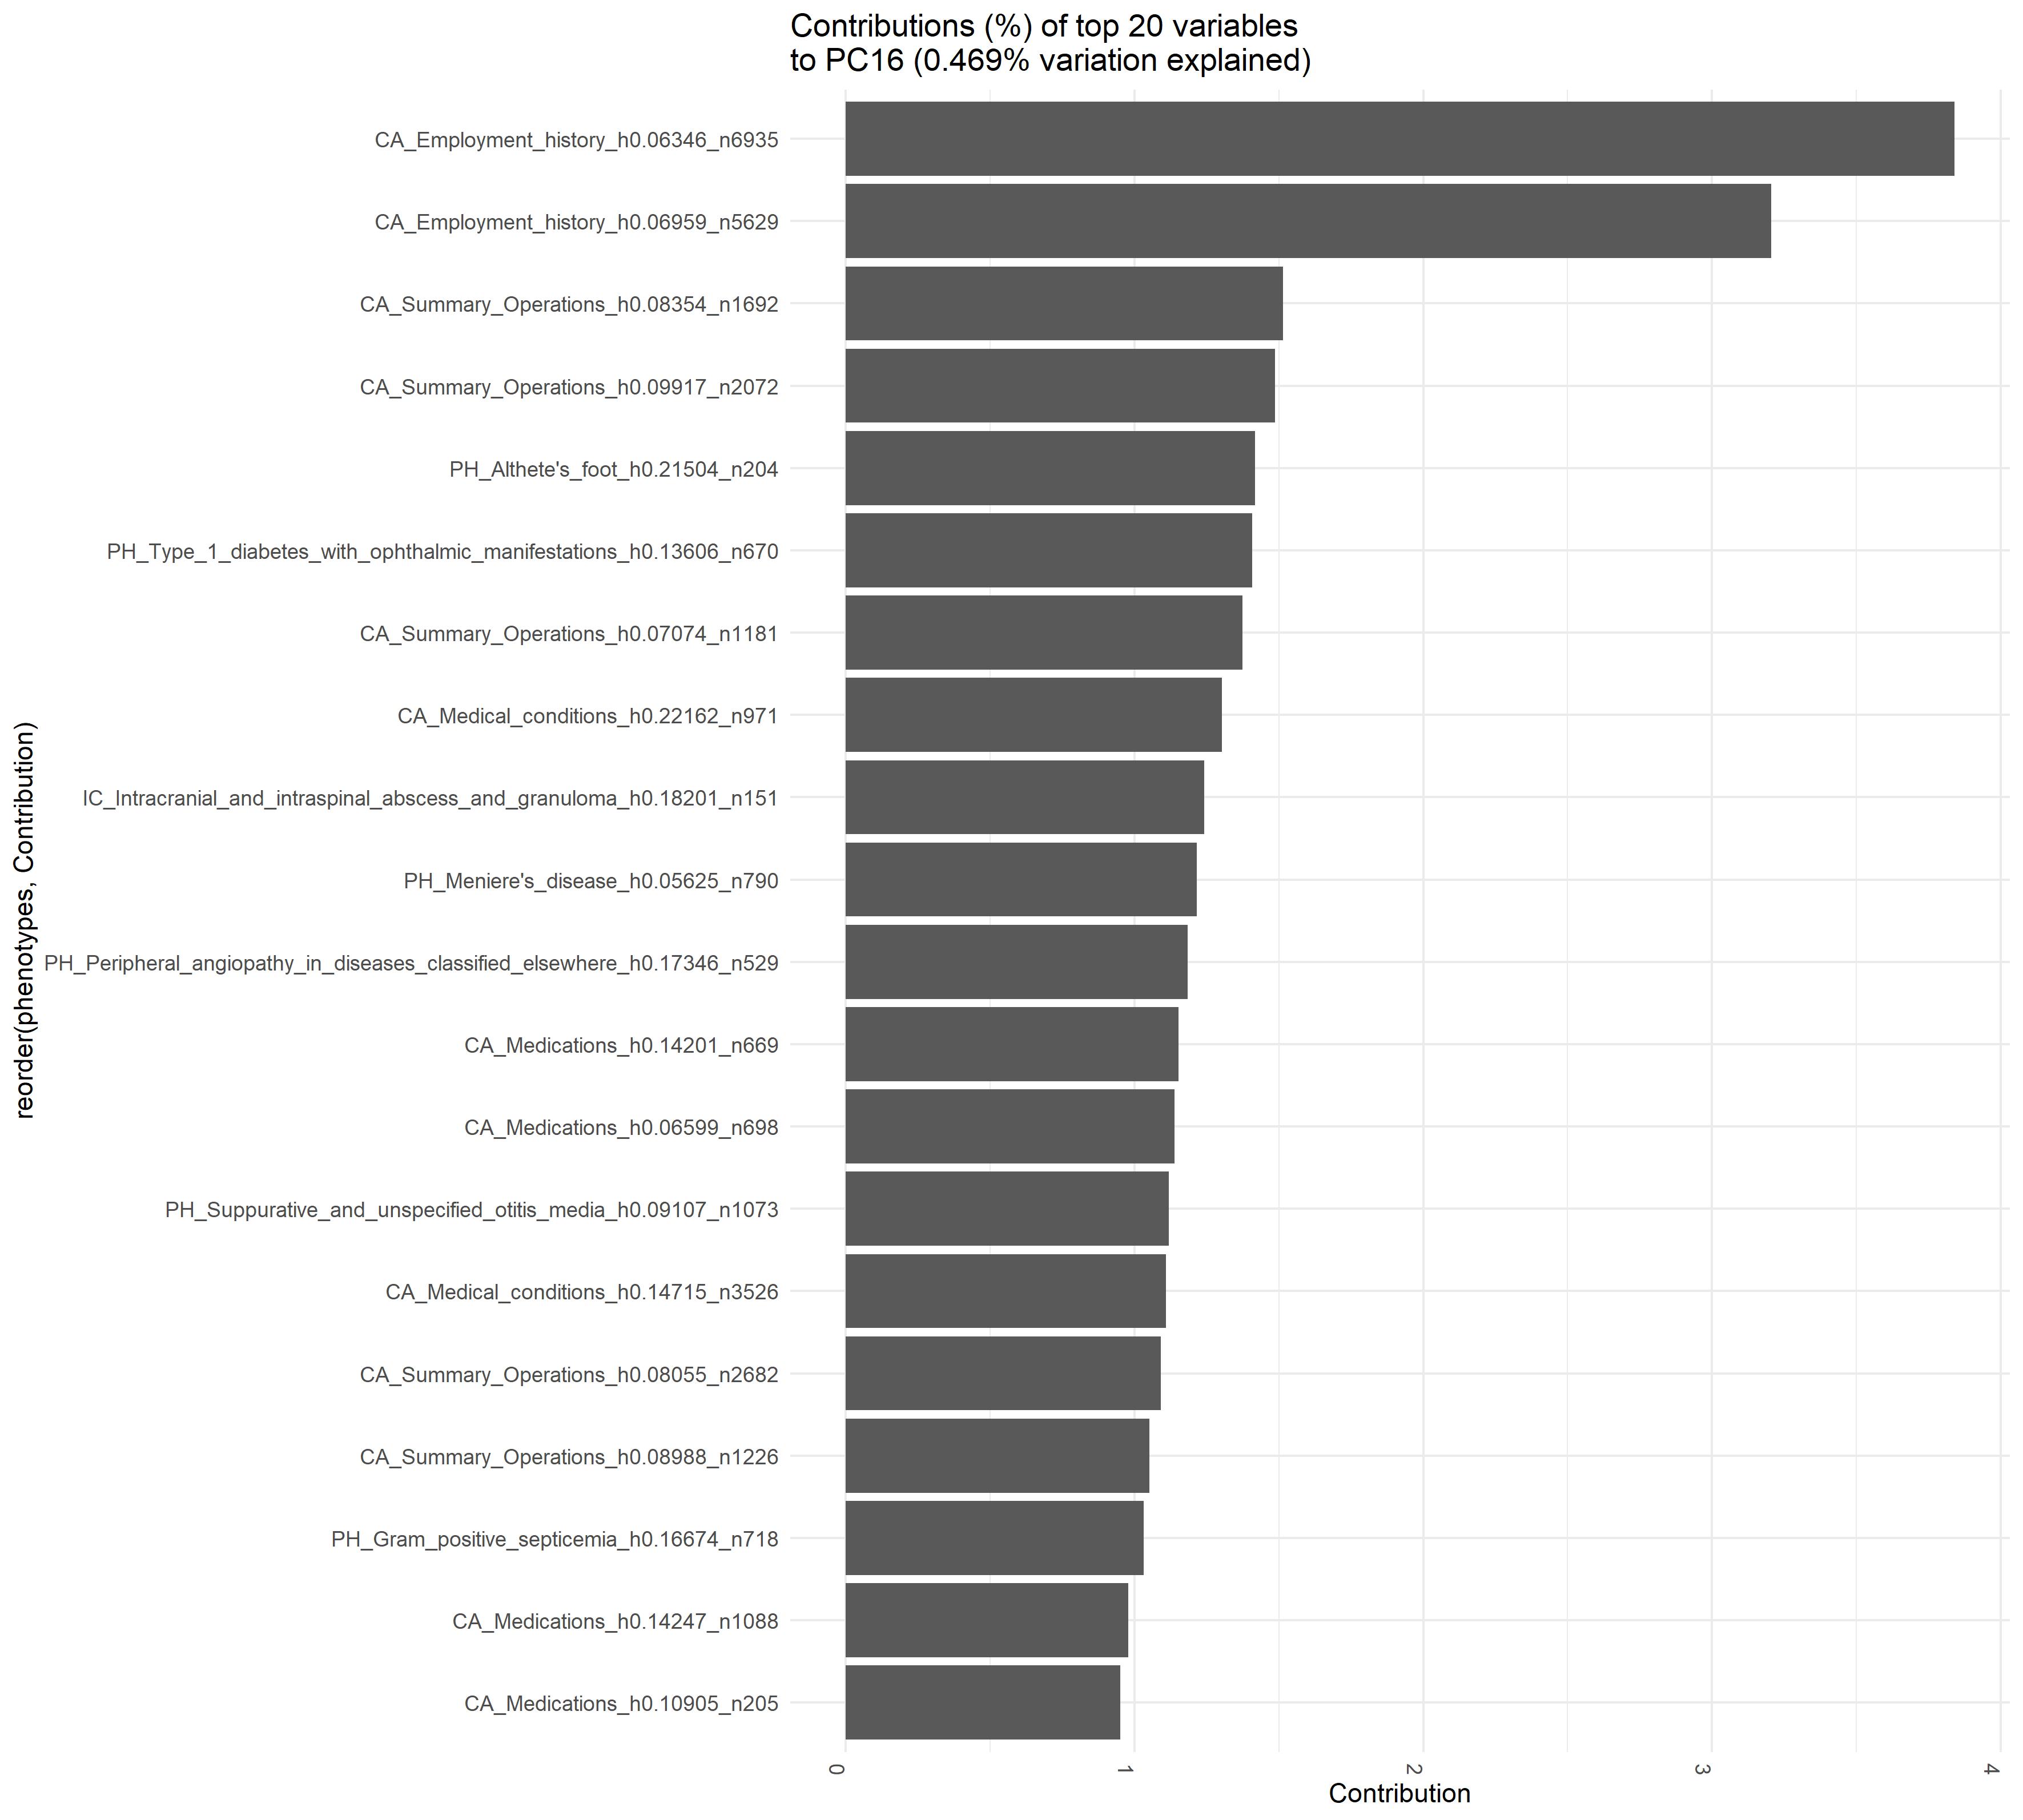 Contributions (%) of top 20 variables
to PC16 (0.469% variation explained)
reorder(phenotypes, Contribution)
CA_Employment_history_h0.06346_n6935
CA_Employment_history_h0.06959_n5629
CA_Summary_Operations_h0.08354_n1692
CA_Summary_Operations_h0.09917_n2072
PH_Althete's_foot_h0.21504_n204
PH_Type_1_diabetes_with_ophthalmic_manifestations_h0.13606_n670
CA_Summary_Operations_h0.07074_n1181
CA_Medical_conditions_h0.22162_n971
IC_Intracranial_and_intraspinal_abscess_and_granuloma_h0.18201_n151
PH_Meniere's_disease_h0.05625_n790
PH_Peripheral_angiopathy_in_diseases_classified_elsewhere_h0.17346_n529
CA_Medications_h0.14201_n669
CA_Medications_h0.06599_n698
PH_Suppurative_and_unspecified_otitis_media_h0.09107_n1073
CA_Medical_conditions_h0.14715_n3526
CA_Summary_Operations_h0.08055_n2682
CA_Summary_Operations_h0.08988_n1226
PH_Gram_positive_septicemia_h0.16674_n718
CA_Medications_h0.14247_n1088
CA_Medications_h0.10905_n205
0 1 2 3 4
Contribution